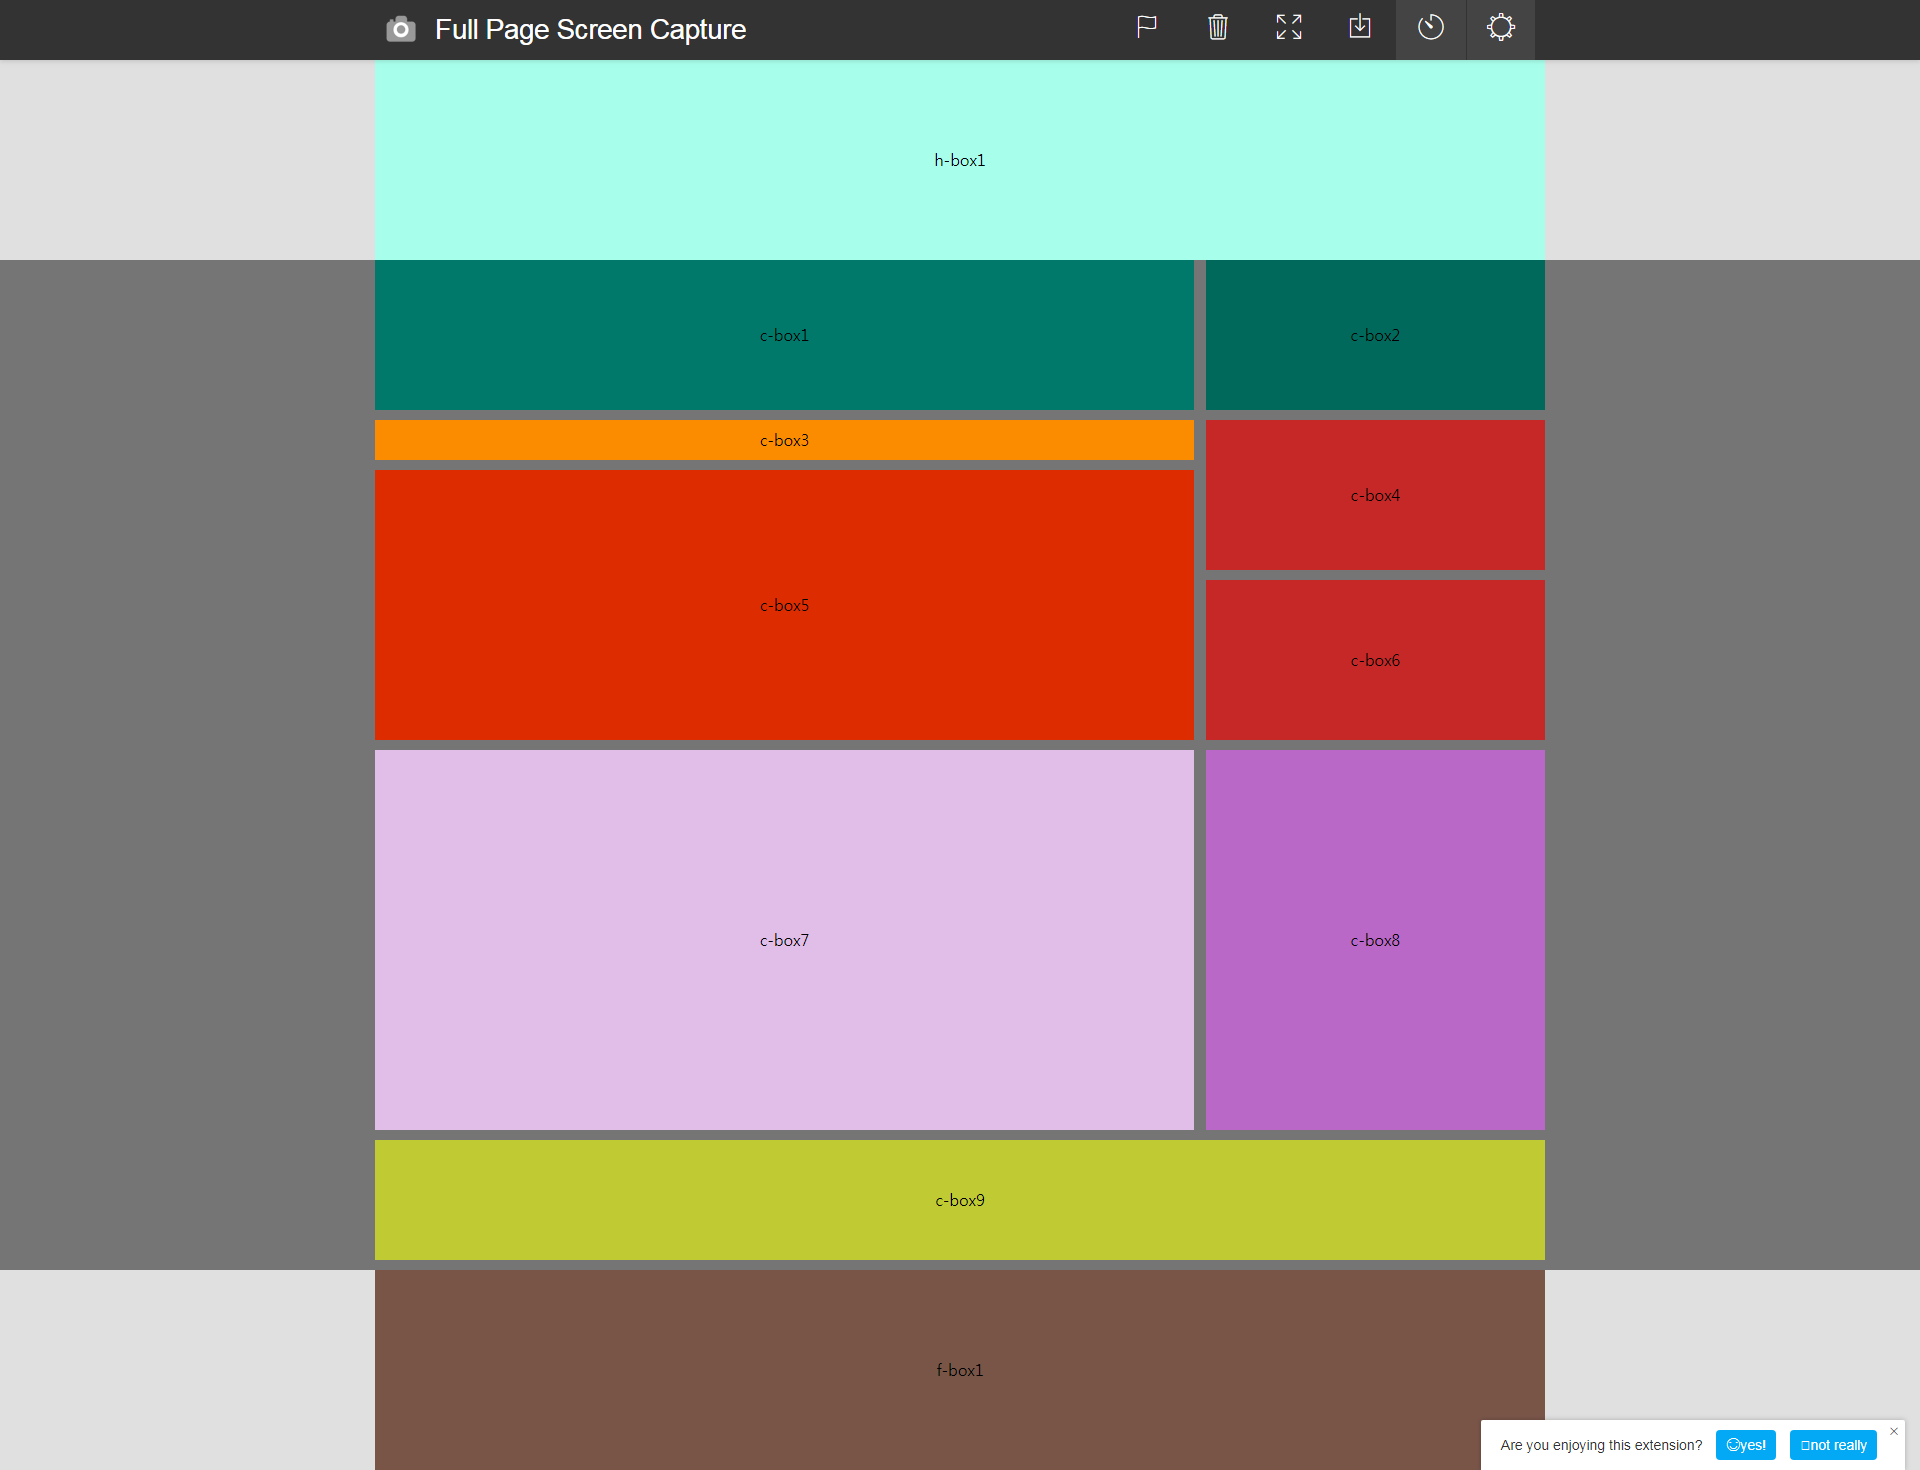 Full Page Screen Capture
h-box1
c-box1
c-box2
c-box3
c-box4
c-box5
c-box6
c-box7
c-box8
c-box9
f-box1
Are you enjoying this extension?
yes!
not really